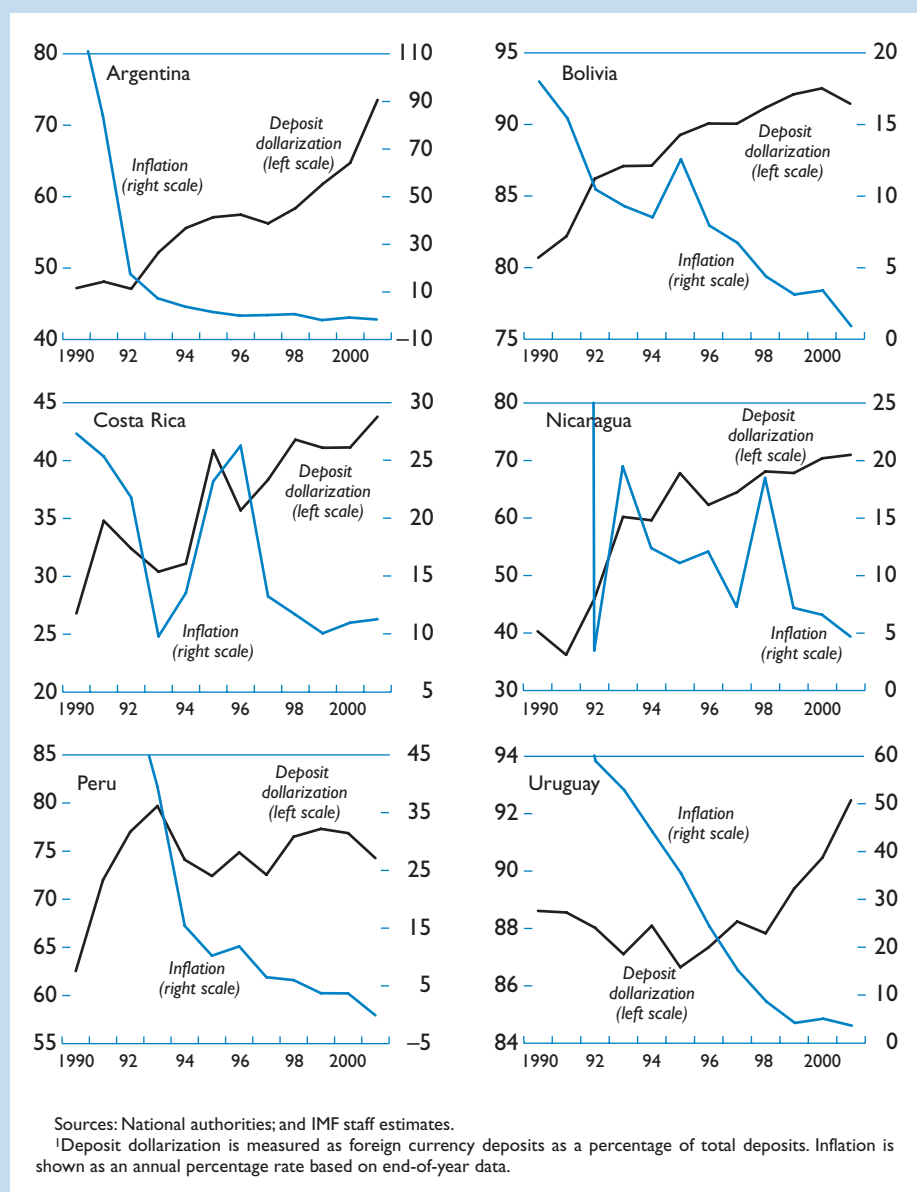 80
110
Argentina
70
90
Deposit
dollarization
(left scale)
70
60
Inflation
(right scale)
50
30
50
10
40
–10
1990 92 94 96 98 2000
95
20
Bolivia
90
15
Deposit
dollarization
(left scale)
85
10
Inflation
(right scale)
80
5
75
0
1990 92 94 96 98 2000
45
30
Costa Rica
40
25
Deposit
dollarization
(left scale)
35
20
30
15
Inflation
(right scale)
25
10
20
5
1990 92 94 96 98 2000
80
25
Nicaragua
Deposit
dollarization
(left scale)
70
20
60
15
50
10
40
5
Inflation
(right scale)
30
0
1990 92 94 96 98 2000
85
45
Peru
Deposit
dollarization
(left scale)
80
35
75
25
70
15
65
Inflation
(right scale)
60
5
55
–5
1990 92 94 96 98 2000
94
60
Uruguay
Inflation
(right scale)
92
50
40
90
30
88
20
Deposit
dollarization
(left scale)
86
10
84
0
1990 92 94 96 98 2000
Sources: National authorities; and IMF staff estimates.
1Deposit dollarization is measured as foreign currency deposits as a percentage of total deposits. Inflation is
shown as an annual percentage rate based on end-of-year data.